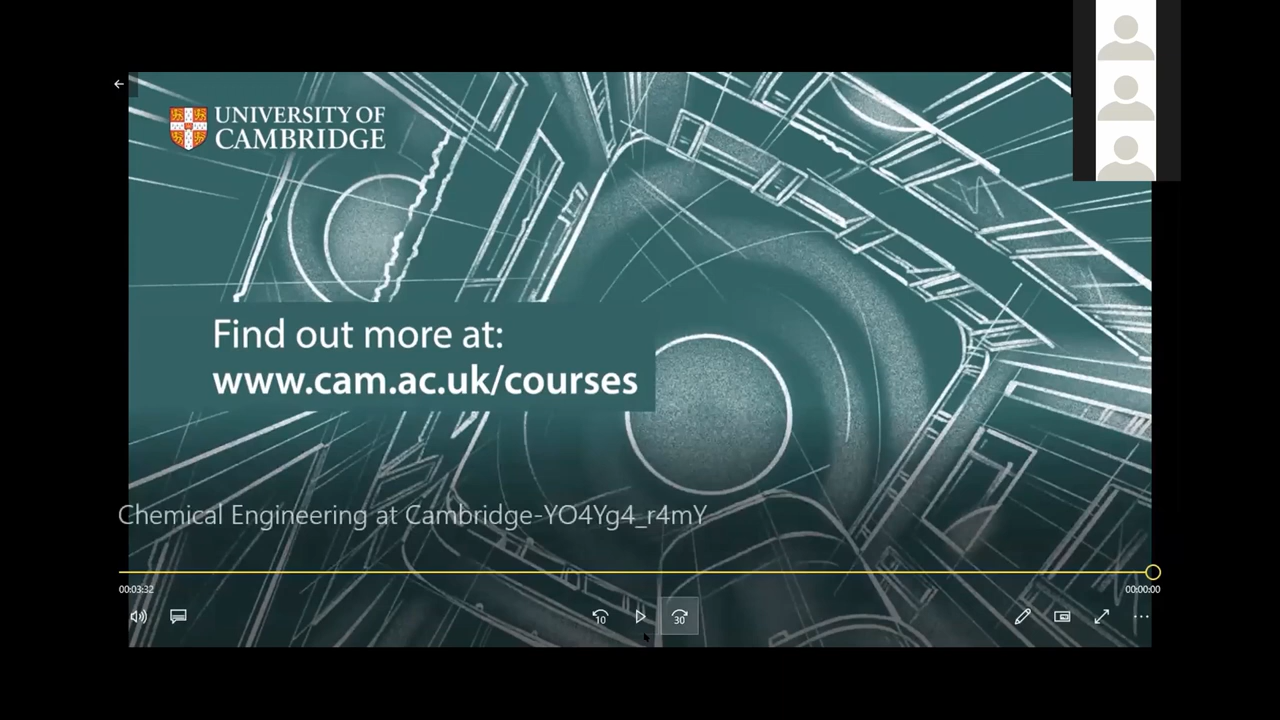 UNIVERSITY OF
CAMBRIDGE
Find out more at:
www.cam.ac.uk/courses
Chemical Engineering at Cambridge-YO4Yg4_r4mY
00:03:32
00:00:00
10
30